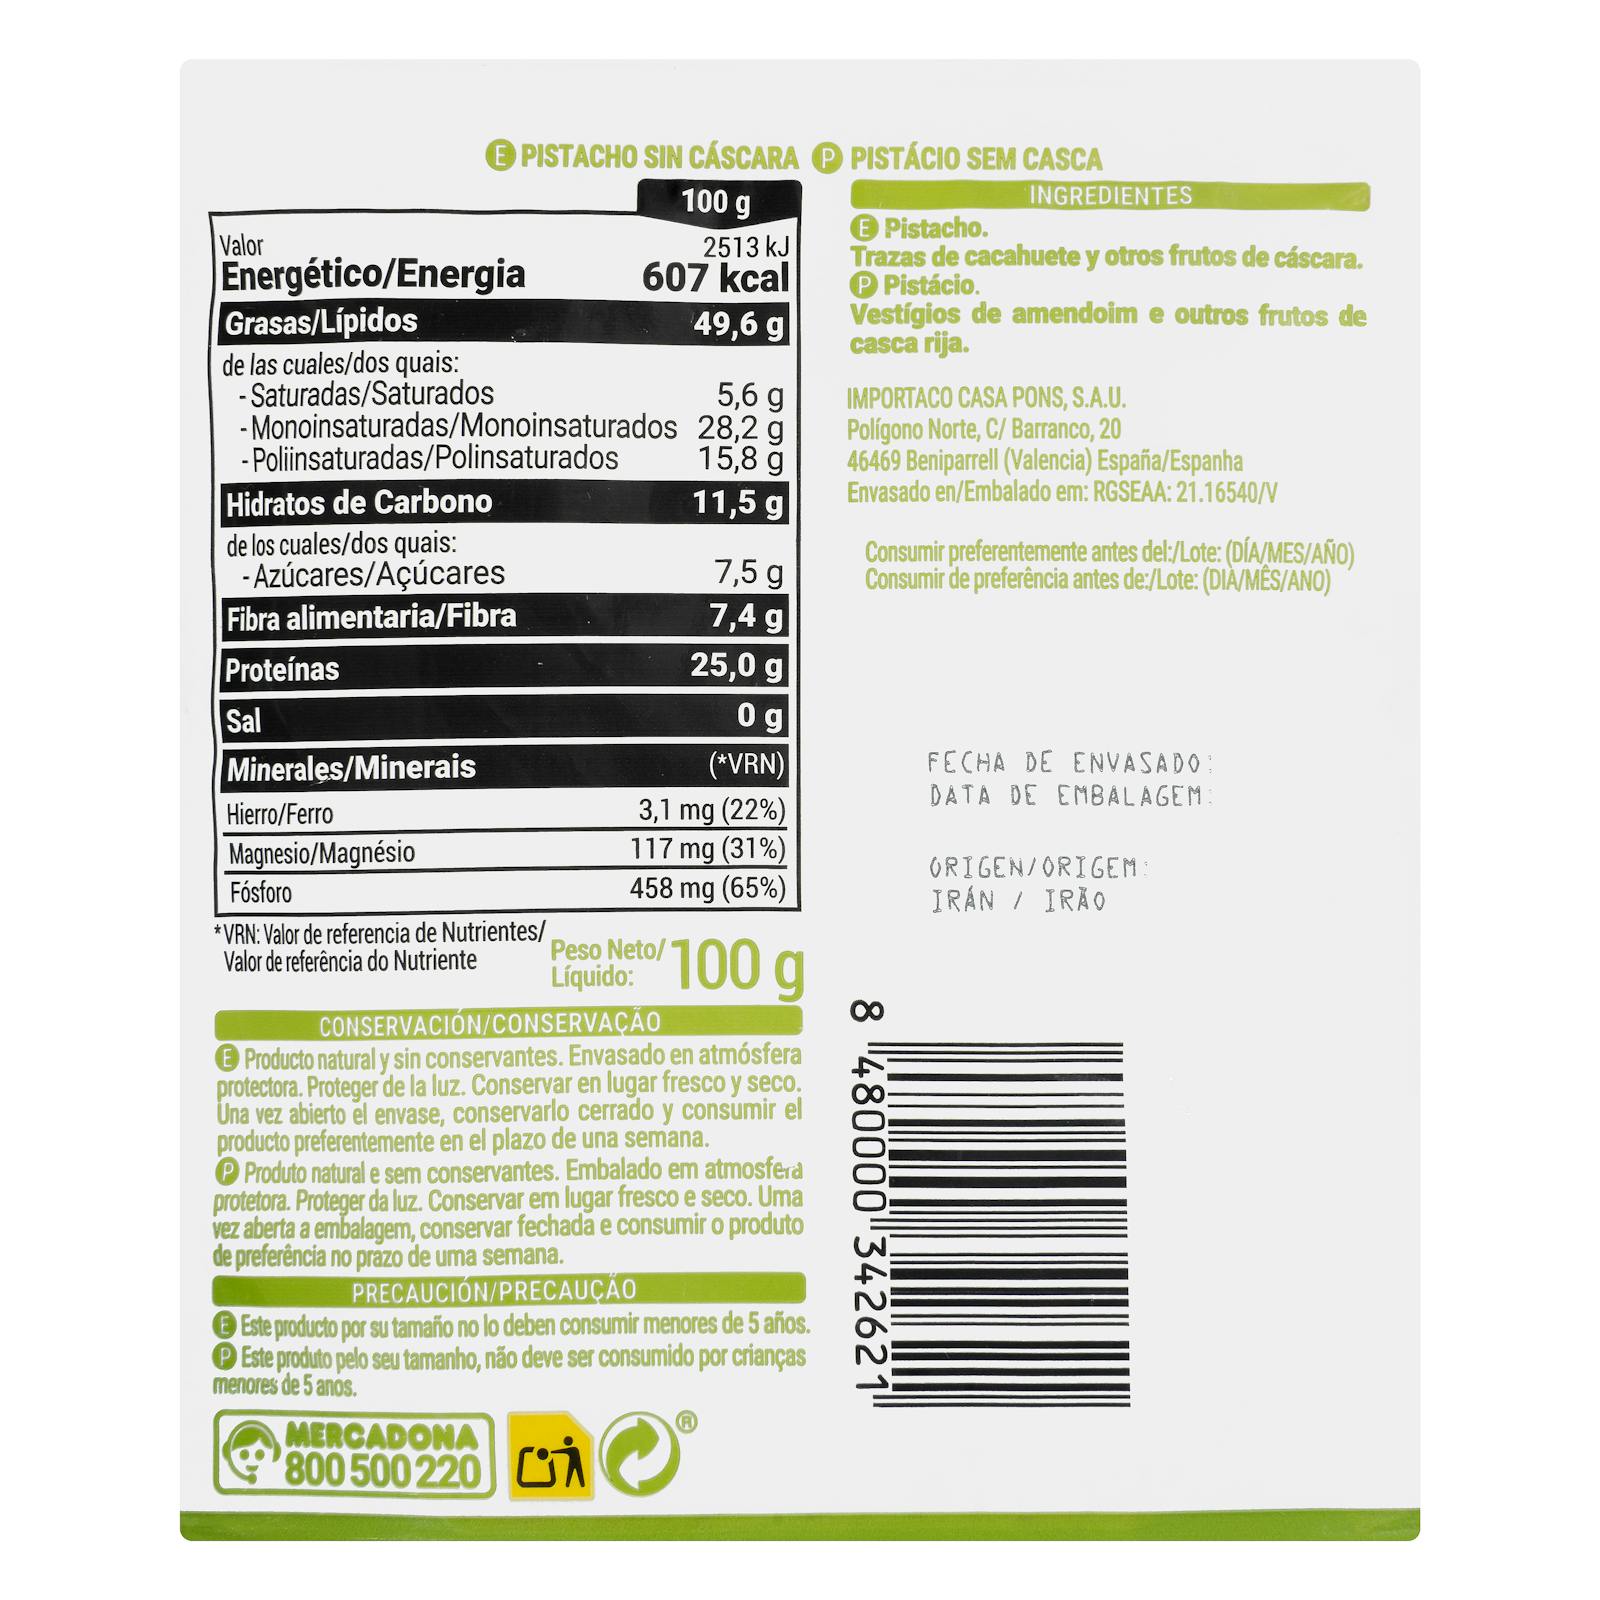 E PISTACHO SIN CÁSCARA P PISTÁCIO SEM CASCA
100 g
Valor 2513 kJ
Energético/Energia 607 kcal
Grasas/Lípidos 49,6 g
de las cuales/dos quais:
- Saturadas/Saturados 5,6 g
- Monoinsaturadas/Monoinsaturados 28,2 g
- Poliinsaturadas/Polinsaturados 15,8 g
Hidratos de Carbono 11,5 g
de los cuales/dos quais:
- Azúcares/Açúcares 7,5 g
Fibra alimentaria/Fibra 7,4 g
Proteínas 25,0 g
Sal 0 g
Minerales/Minerais (*VRN)
Hierro/Ferro 3,1 mg (22%)
Magnesio/Magnésio 117 mg (31%)
Fósforo 458 mg (65%)
*VRN: Valor de referencia de Nutrientes/
Valor de referência do Nutriente
Peso Neto/
Líquido: 100 g
CONSERVACIÓN/CONSERVAÇÃO
E Producto natural y sin conservantes. Envasado en atmósfera
protectora. Proteger de la luz. Conservar en lugar fresco y seco.
Una vez abierto el envase, conservarlo cerrado y consumir el
producto preferentemente en el plazo de una semana.
P Produto natural e sem conservantes. Embalado em atmosfera
protetora. Proteger da luz. Conservar em lugar fresco e seco. Uma
vez aberta a embalagem, conservar fechada e consumir o produto
de preferência no prazo de uma semana.
PRECAUCIÓN/PRECAUÇÃO
E Este producto por su tamaño no lo deben consumir menores de 5 años.
P Este produto pelo seu tamanho, não deve ser consumido por crianças
menores de 5 anos.
MERCADONA
800 500 220
®
INGREDIENTES
E Pistacho.
Trazas de cacahuete y otros frutos de cáscara.
P Pistácio.
Vestígios de amendoim e outros frutos de
casca rija.
IMPORTACO CASA PONS, S.A.U.
Polígono Norte, C/ Barranco, 20
46469 Beniparrell (Valencia) España/Espanha
Envasado en/Embalado em: RGSEAA: 21.16540/V
Consumir preferentemente antes del:/Lote: (DÍA/MES/AÑO)
Consumir de preferência antes de:/Lote: (DIA/MÊS/ANO)
FECHA DE ENVASADO:
DATA DE EMBALAGEM:
ORIGEN/ORIGEM:
IRÁN / IRÃO
8 480000 342621